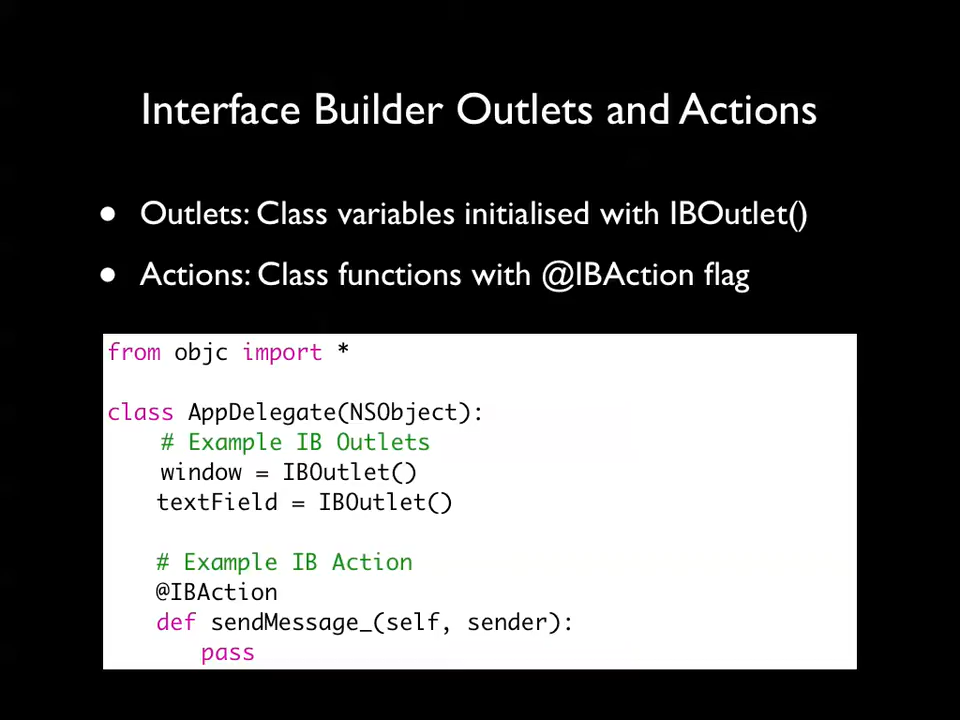 Interface Builder Outlets and Actions
• Outlets: Class variables initialised with IBOutlet()
• Actions: Class functions with @IBAction flag
from objc import *
class AppDelegate(NSObject):
    # Example IB Outlets
    window = IBOutlet()
    textField = IBOutlet()
    # Example IB Action
    @IBAction
    def sendMessage_(self, sender):
        pass